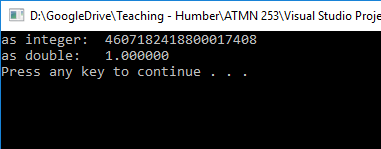 D:\GoogleDrive\Teaching - Humber\ATMN 253\Visual Studio Proje
as integer:  4607182418800017408
as double:   1.000000
Press any key to continue . . .